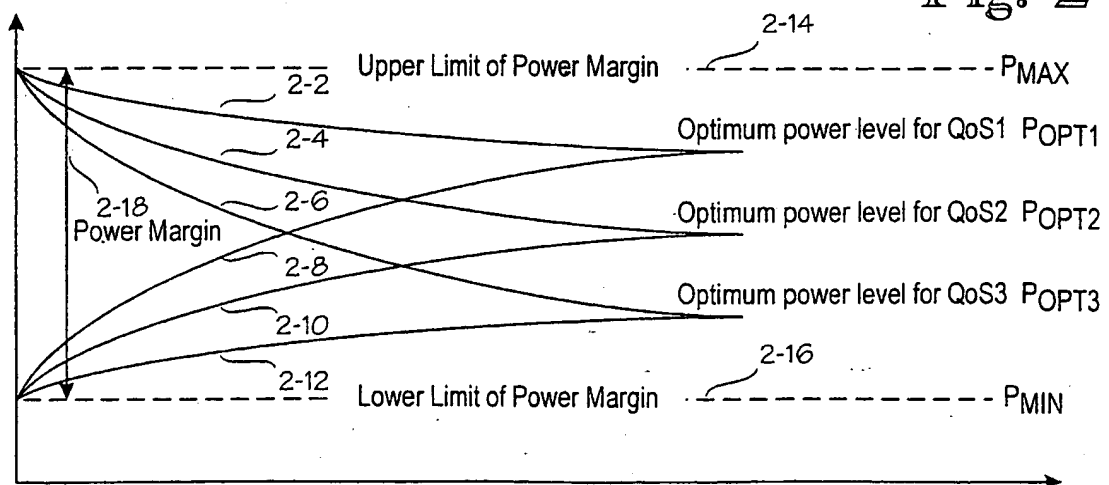 Fig. 2
2-14
Upper Limit of Power Margin
PMAX
2-2
Optimum power level for QoS1 POPT1
2-4
2-18
Power Margin
2-6
Optimum power level for QoS2 POPT2
2-8
Optimum power level for QoS3 POPT3
2-10
2-12
2-16
Lower Limit of Power Margin
PMIN